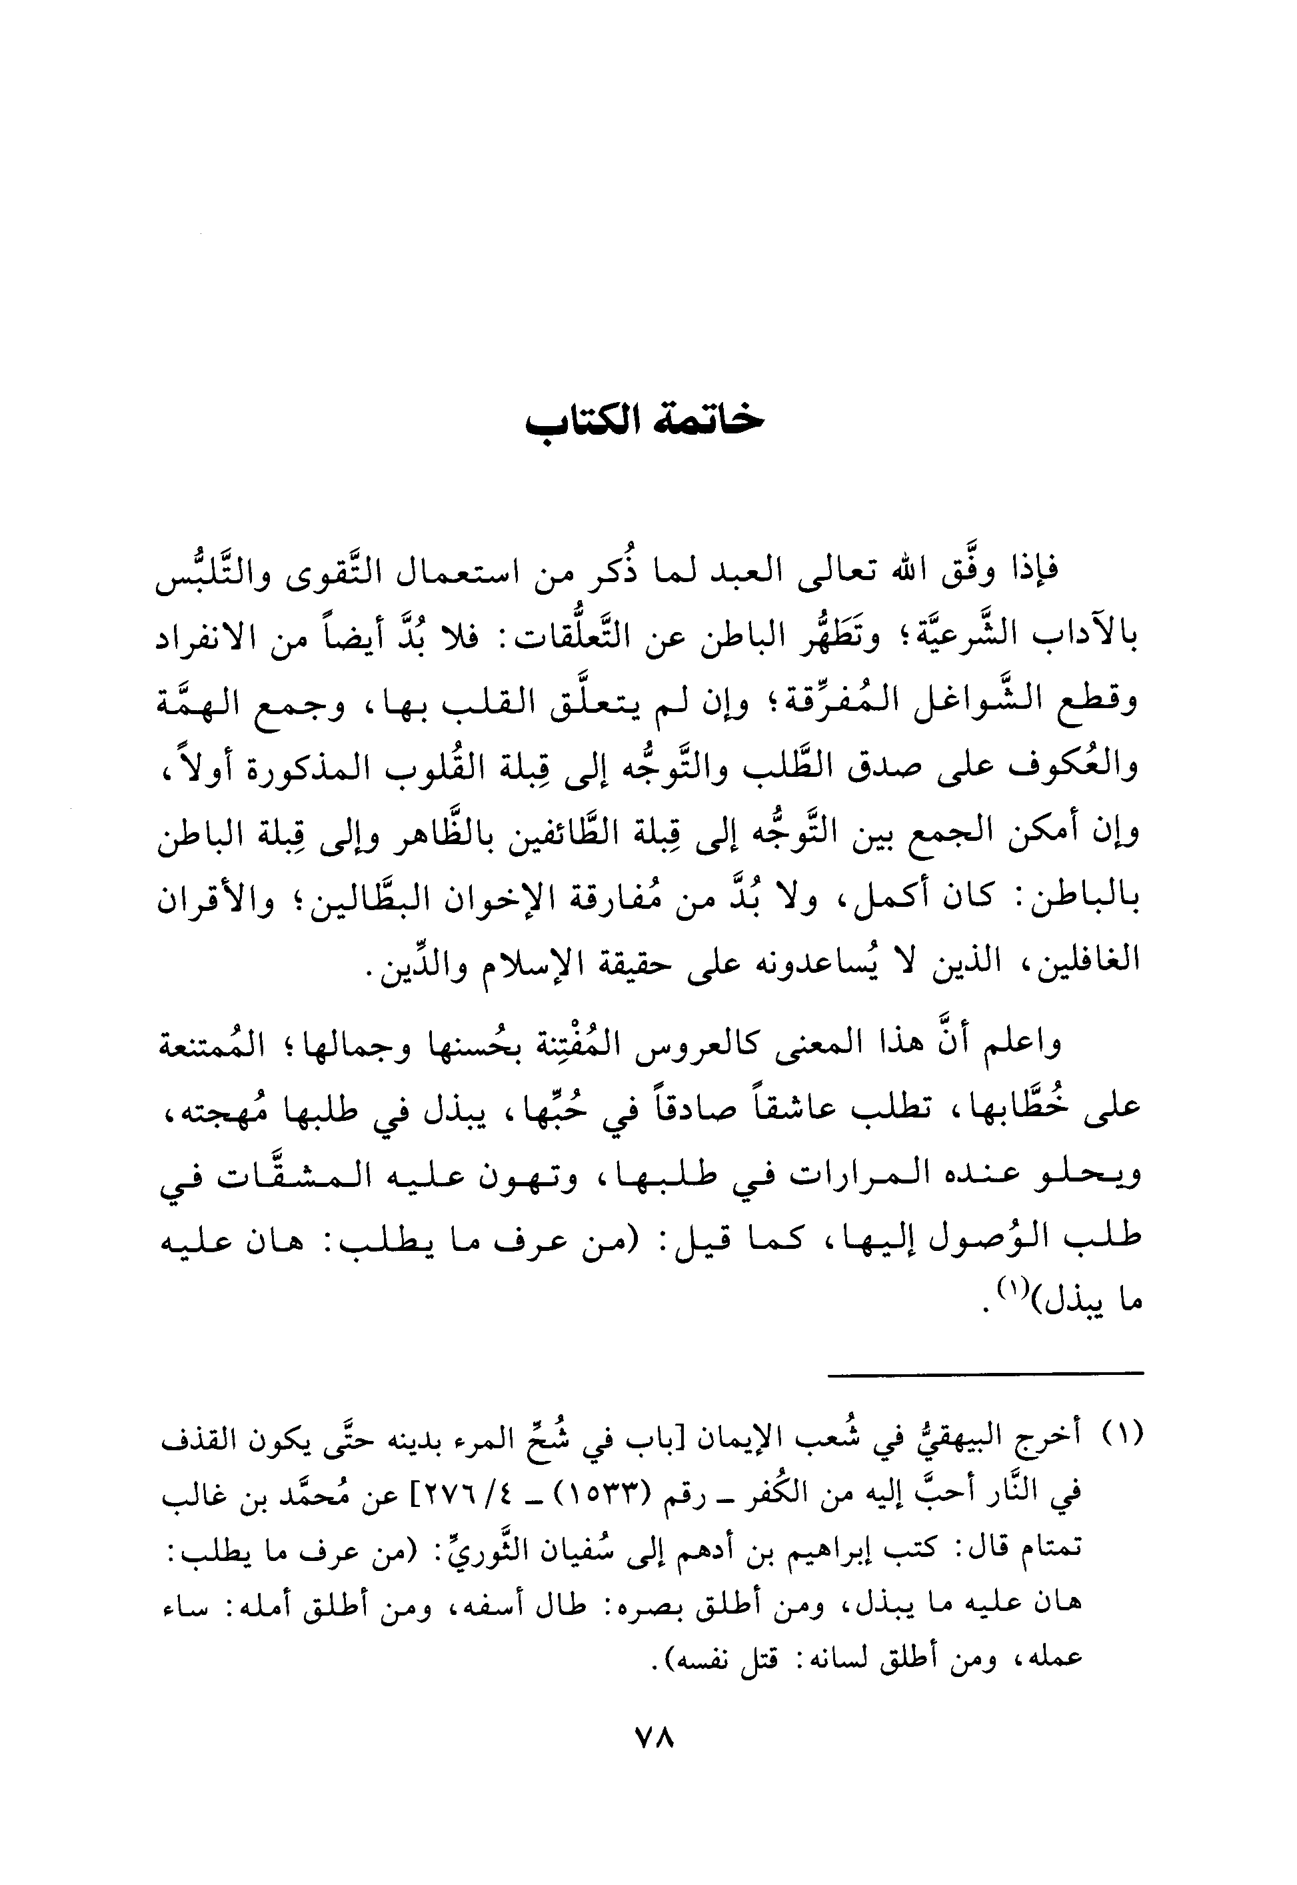 خاتمة الكتاب
فإذا وفَّق الله تعالى العبد لما ذُكر من استعمال التَّقوى والتَّلبُّس
بالآداب الشَّرعيَّة؛ وتَطَهُّر الباطن عن التَّعلُّقات: فلا بُدَّ أيضاً من الانفراد
وقطع الشَّواغل المُفرِّقة؛ وإن لم يتعلَّق القلب بها، وجمع الهمَّة
والعُكوف على صدق الطَّلب والتَّوجُّه إلى قِبلة القُلوب المذكورة أولاً،
وإن أمكن الجمع بين التَّوجُّه إلى قِبلة الطَّائفين بالظَّاهر وإلى قِبلة الباطن
بالباطن: كان أكمل، ولا بُدَّ من مُفارقة الإخوان البطَّالين؛ والأقران
الغافلين، الذين لا يُساعدونه على حقيقة الإسلام والدِّين.
واعلم أنَّ هذا المعنى كالعروس المُفْتِنة بحُسنها وجمالها؛ المُمتنعة
على خُطَّابها، تطلب عاشقاً صادقاً في حُبِّها، يبذل في طلبها مُهجته،
ويحلو عنده المرارات في طلبها، وتهون عليه المشقَّات في
طلب الوُصول إليها، كما قيل: (من عرف ما يطلب: هان عليه
ما يبذل)(١).
(١) أخرج البيهقيُّ في شُعب الإيمان [باب في شُحِّ المرء بدينه حتَّى يكون القذف
في النَّار أحبَّ إليه من الكُفر ـ رقم (١٥٣٣) ـ ٤/ ٢٧٦] عن مُحمَّد بن غالب
تمتام قال: كتب إبراهيم بن أدهم إلى سُفيان الثَّوريِّ: (من عرف ما يطلب:
هان عليه ما يبذل، ومن أطلق بصره: طال أسفه، ومن أطلق أمله: ساء
عمله، ومن أطلق لسانه: قتل نفسه).
٧٨